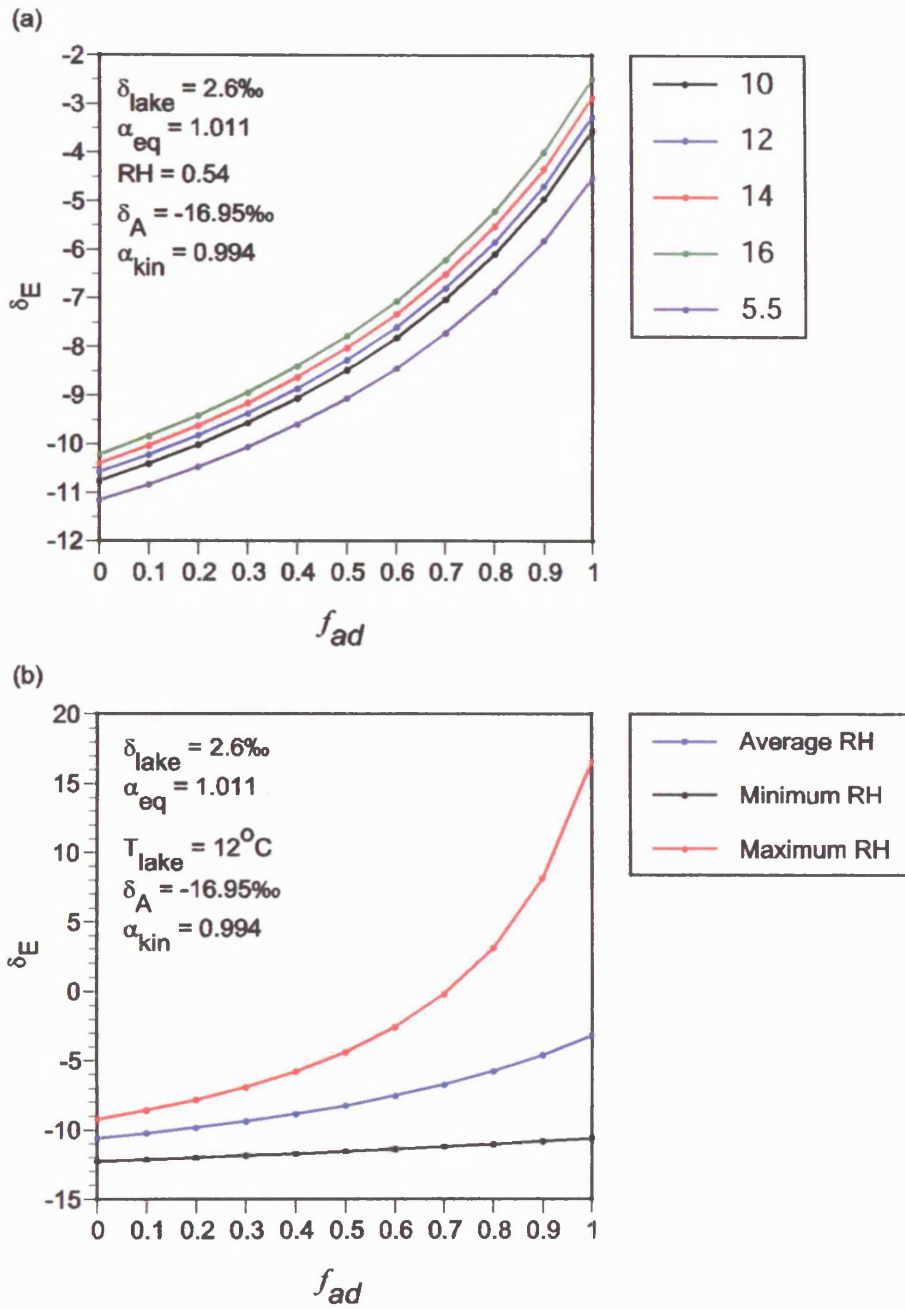 (a)
-2
-3
-4
-5
-6
-7
-8
-9
-10
-11
-12
δE
δlake = 2.6‰
αeq = 1.011
RH = 0.54
δA = -16.95‰
αkin = 0.994
0 0.1 0.2 0.3 0.4 0.5 0.6 0.7 0.8 0.9 1
fad
10
12
14
16
5.5
(b)
20
15
10
5
0
-5
-10
-15
δE
δlake = 2.6‰
αeq = 1.011
Tlake = 12°C
δA = -16.95‰
αkin = 0.994
0 0.1 0.2 0.3 0.4 0.5 0.6 0.7 0.8 0.9 1
fad
Average RH
Minimum RH
Maximum RH